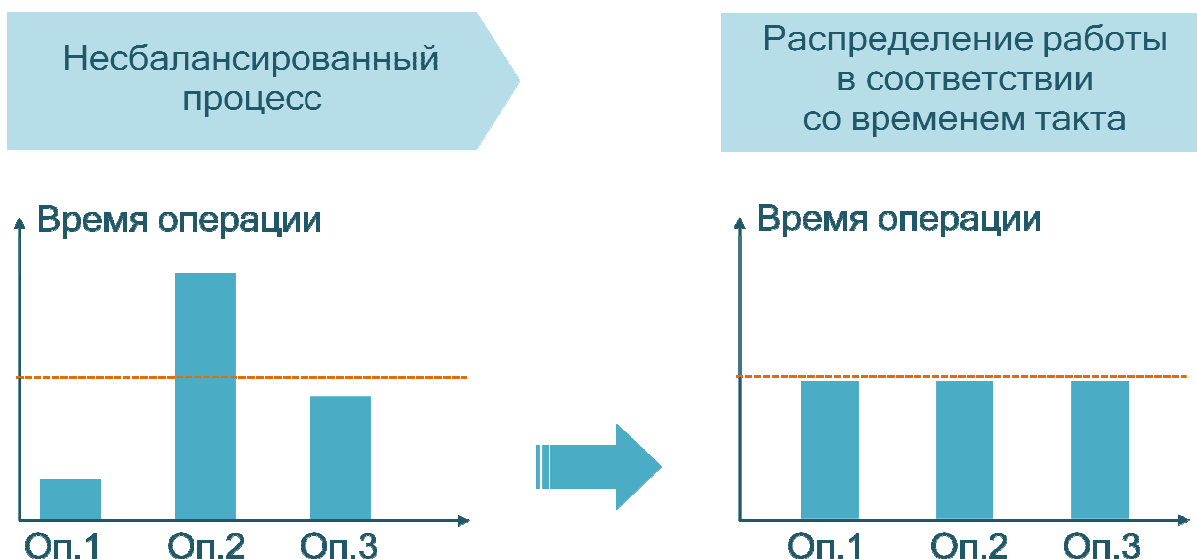 Несбалансированный
процесс
Распределение работы
в соответствии
со временем такта
Время операции
Оп.1 Оп.2 Оп.3
Время операции
Оп.1 Оп.2 Оп.3